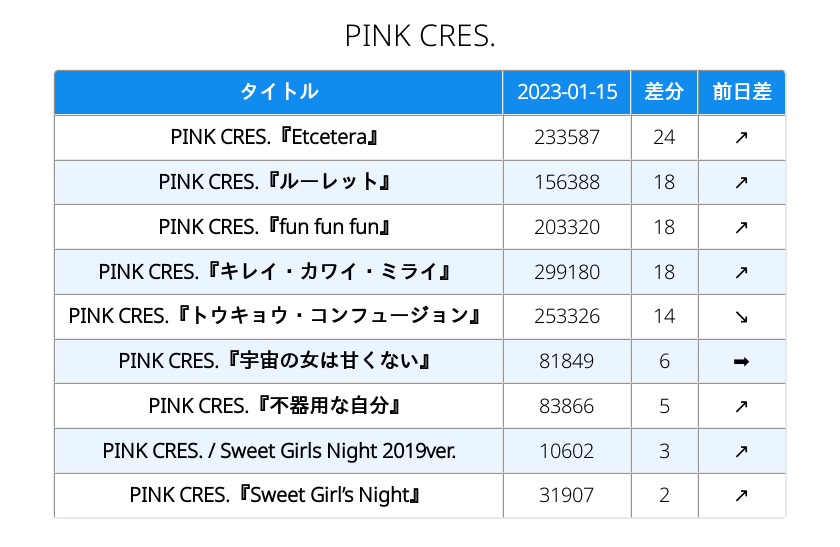 PINK CRES.
タイトル 2023-01-15 差分 前日差
PINK CRES.『Etcetera』 233587 24 ↗
PINK CRES.『ルーレット』 156388 18 ↗
PINK CRES.『fun fun fun』 203320 18 ↗
PINK CRES.『キレイ・カワイ・ミライ』 299180 18 ↗
PINK CRES.『トウキョウ・コンフュージョン』 253326 14 ↘
PINK CRES.『宇宙の女は甘くない』 81849 6 ➡
PINK CRES.『不器用な自分』 83866 5 ↗
PINK CRES. / Sweet Girls Night 2019ver. 10602 3 ↗
PINK CRES.『Sweet Girl’s Night』 31907 2 ↗